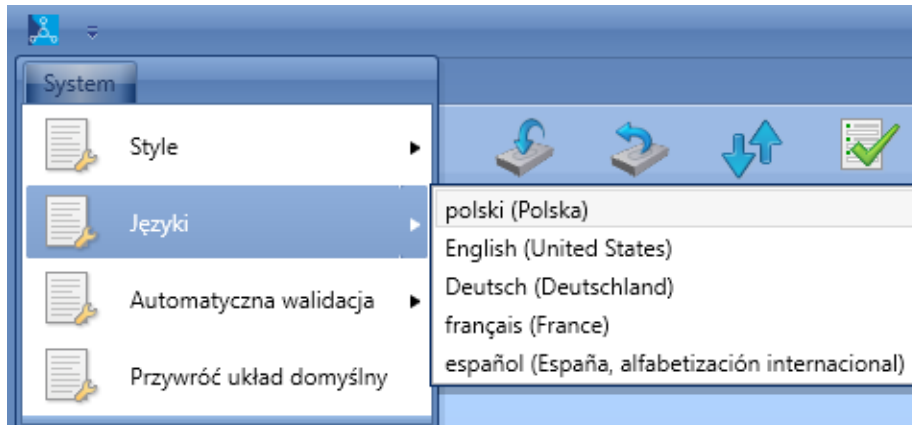 System
Style
Języki
Automatyczna walidacja
Przywróć układ domyślny
polski (Polska)
English (United States)
Deutsch (Deutschland)
français (France)
español (España, alfabetización internacional)